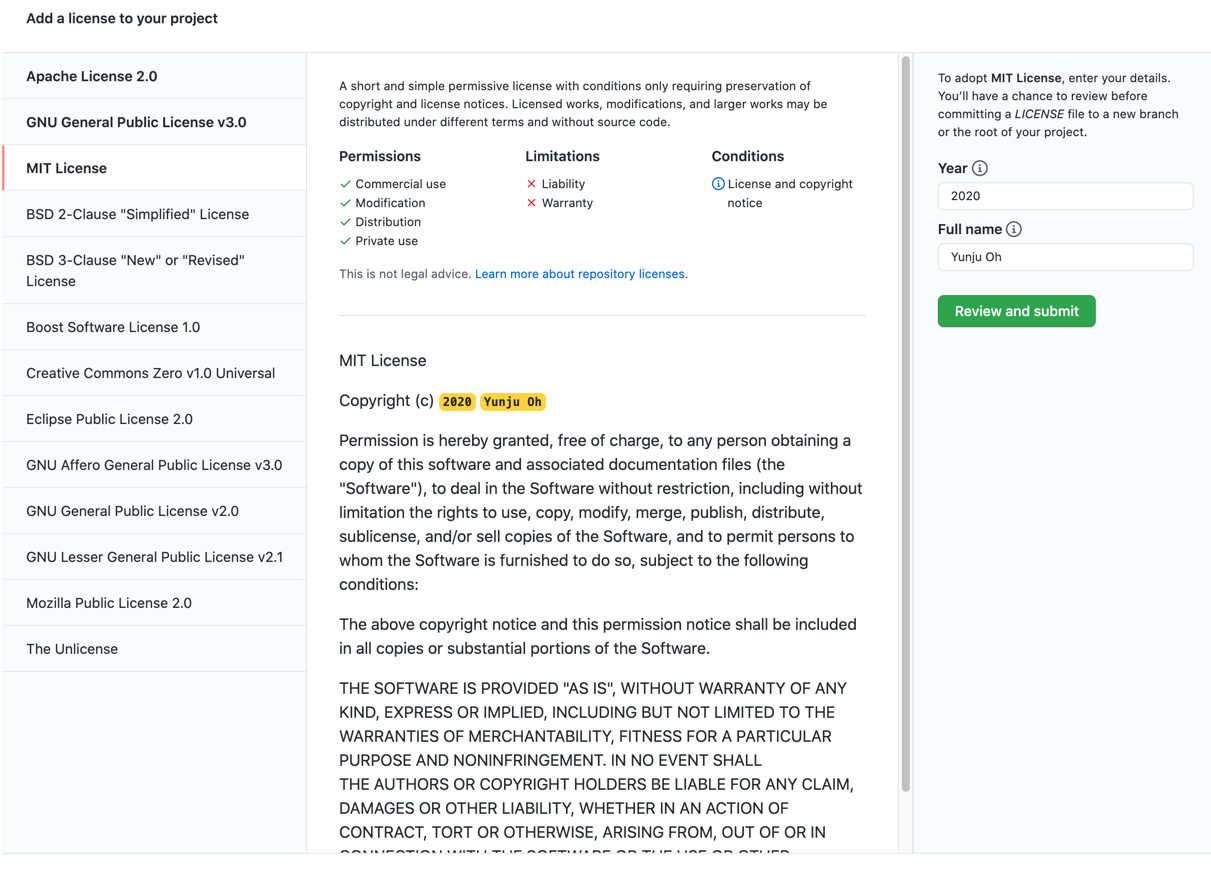 Add a license to your project
Apache License 2.0
GNU General Public License v3.0
MIT License
BSD 2-Clause "Simplified" License
BSD 3-Clause "New" or "Revised"
License
Boost Software License 1.0
Creative Commons Zero v1.0 Universal
Eclipse Public License 2.0
GNU Affero General Public License v3.0
GNU General Public License v2.0
GNU Lesser General Public License v2.1
Mozilla Public License 2.0
The Unlicense
A short and simple permissive license with conditions only requiring preservation of
copyright and license notices. Licensed works, modifications, and larger works may be
distributed under different terms and without source code.
Permissions
Commercial use
Modification
Distribution
Private use
Limitations
Liability
Warranty
Conditions
License and copyright
notice
This is not legal advice. Learn more about repository licenses.
MIT License
Copyright (c) 2020 Yunju Oh
Permission is hereby granted, free of charge, to any person obtaining a
copy of this software and associated documentation files (the
"Software"), to deal in the Software without restriction, including without
limitation the rights to use, copy, modify, merge, publish, distribute,
sublicense, and/or sell copies of the Software, and to permit persons to
whom the Software is furnished to do so, subject to the following
conditions:
The above copyright notice and this permission notice shall be included
in all copies or substantial portions of the Software.
THE SOFTWARE IS PROVIDED "AS IS", WITHOUT WARRANTY OF ANY
KIND, EXPRESS OR IMPLIED, INCLUDING BUT NOT LIMITED TO THE
WARRANTIES OF MERCHANTABILITY, FITNESS FOR A PARTICULAR
PURPOSE AND NONINFRINGEMENT. IN NO EVENT SHALL
THE AUTHORS OR COPYRIGHT HOLDERS BE LIABLE FOR ANY CLAIM,
DAMAGES OR OTHER LIABILITY, WHETHER IN AN ACTION OF
CONTRACT, TORT OR OTHERWISE, ARISING FROM, OUT OF OR IN
CONNECTION WITH THE SOFTWARE OR THE USE OR OTHER
To adopt MIT License, enter your details.
You'll have a chance to review before
committing a LICENSE file to a new branch
or the root of your project.
Year
2020
Full name
Yunju Oh
Review and submit